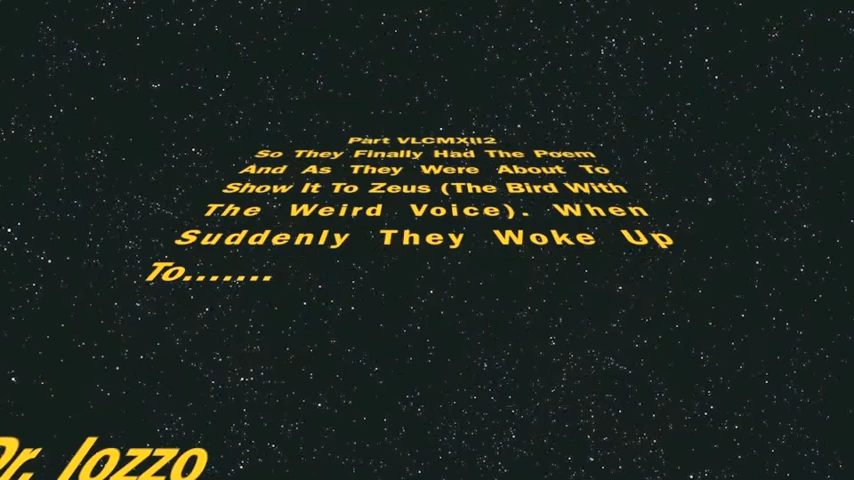 Part VLCMXII2
So They Finally Had The Poem
And As They Were About To
Show It To Zeus (The Bird With
The Weird Voice). When
Suddenly They Woke Up
To.......
Dr. Iozzo